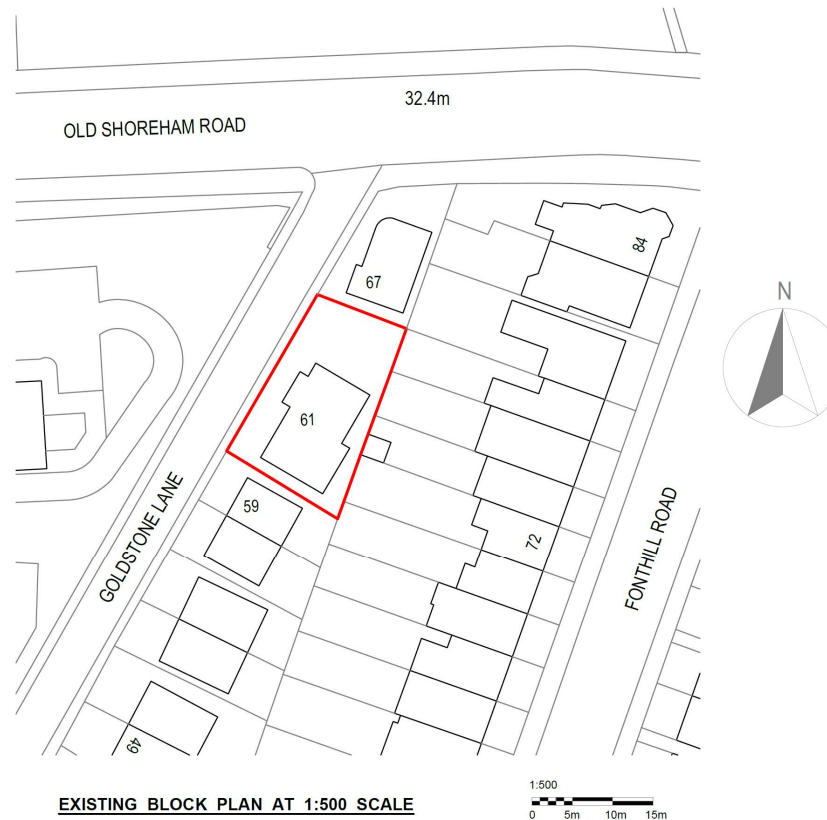 32.4m
OLD SHOREHAM ROAD
84
67
N
61
59
GOLDSTONE LANE
72
FONTHILL ROAD
49
EXISTING BLOCK PLAN AT 1:500 SCALE
1:500
0 5m 10m 15m